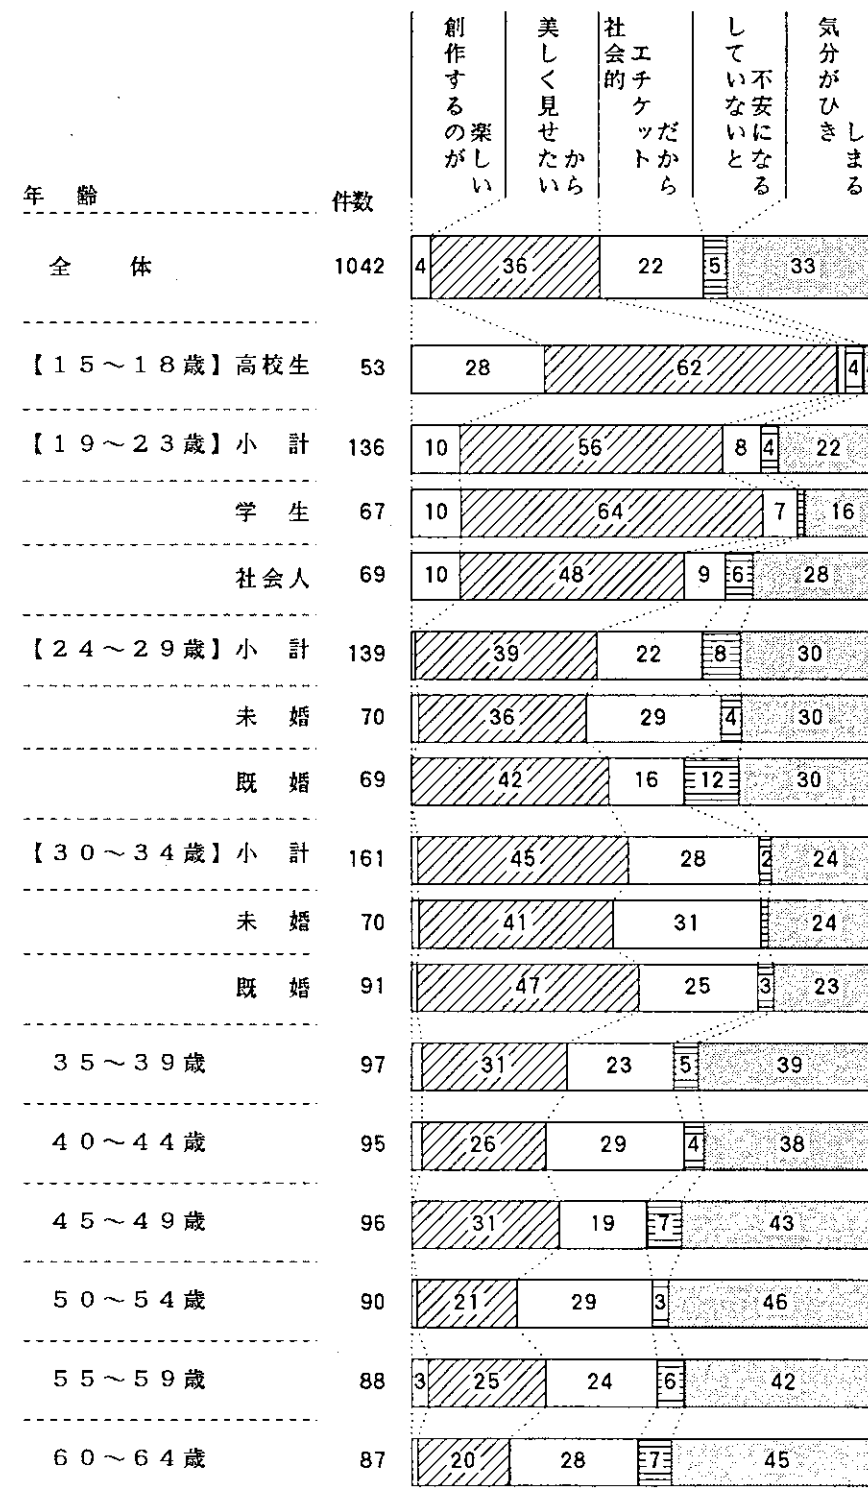 創作するのが楽しい
美しく見せたいから
社会的エチケットだから
していないと不安になる
気分がひきしまる
年 齢 件数
全 体 1042 4 36 22 5 33
【15～18歳】高校生 53 28 62 4
【19～23歳】小 計 136 10 56 8 4 22
学 生 67 10 64 7 16
社会人 69 10 48 9 6 28
【24～29歳】小 計 139 39 22 8 30
未 婚 70 36 29 4 30
既 婚 69 42 16 12 30
【30～34歳】小 計 161 45 28 2 24
未 婚 70 41 31 24
既 婚 91 47 25 3 23
35～39歳 97 31 23 5 39
40～44歳 95 26 29 4 38
45～49歳 96 31 19 7 43
50～54歳 90 21 29 3 46
55～59歳 88 3 25 24 6 42
60～64歳 87 20 28 7 45